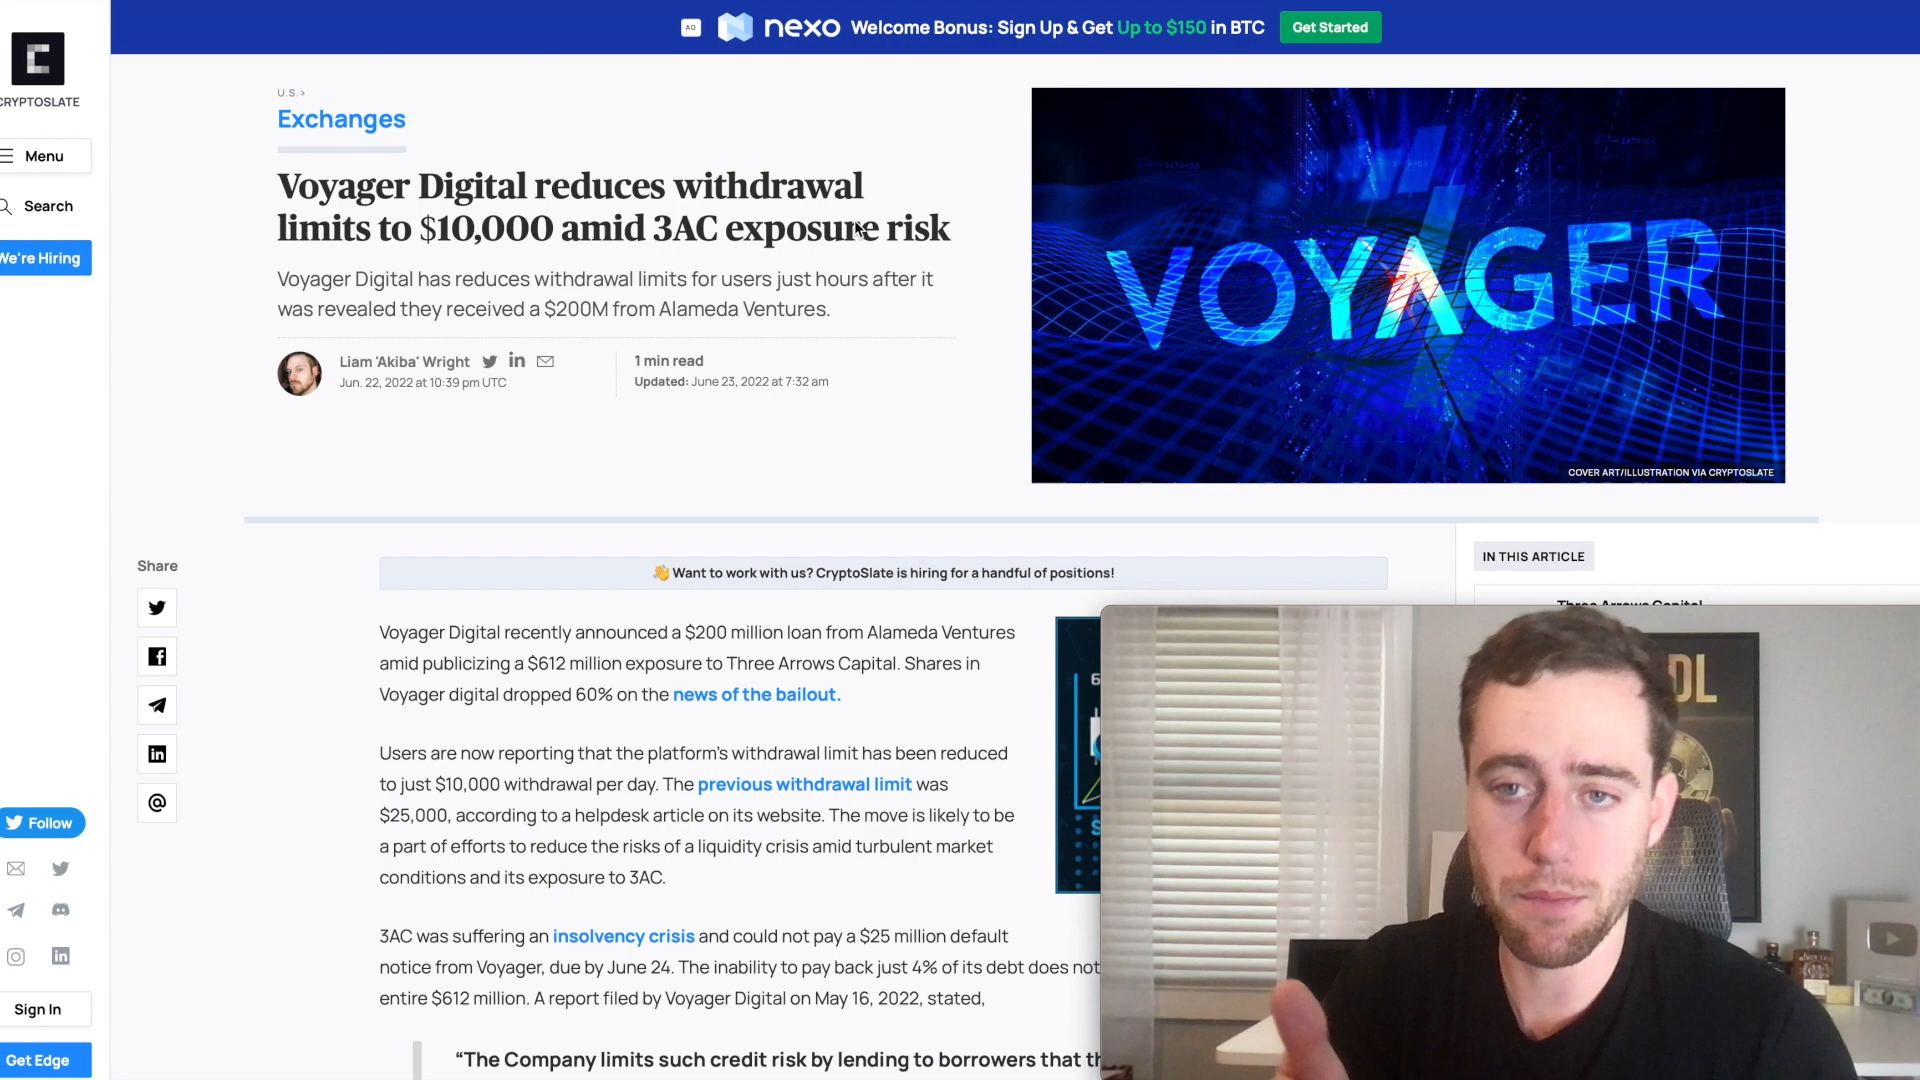 AD nexo Welcome Bonus: Sign Up & Get Up to $150 in BTC Get Started
CRYPTOSLATE
Menu
Search
We're Hiring
U.S. ›
Exchanges
Voyager Digital reduces withdrawal
limits to $10,000 amid 3AC exposure risk
Voyager Digital has reduces withdrawal limits for users just hours after it
was revealed they received a $200M from Alameda Ventures.
Liam 'Akiba' Wright
Jun. 22, 2022 at 10:39 pm UTC
1 min read
Updated: June 23, 2022 at 7:32 am
VOYAGER
COVER ART/ILLUSTRATION VIA CRYPTOSLATE
Share
👋 Want to work with us? CryptoSlate is hiring for a handful of positions!
IN THIS ARTICLE
Three Arrows Capital
Voyager Digital recently announced a $200 million loan from Alameda Ventures
amid publicizing a $612 million exposure to Three Arrows Capital. Shares in
Voyager digital dropped 60% on the news of the bailout.
Users are now reporting that the platform's withdrawal limit has been reduced
to just $10,000 withdrawal per day. The previous withdrawal limit was
$25,000, according to a helpdesk article on its website. The move is likely to be
a part of efforts to reduce the risks of a liquidity crisis amid turbulent market
conditions and its exposure to 3AC.
3AC was suffering an insolvency crisis and could not pay a $25 million default
notice from Voyager, due by June 24. The inability to pay back just 4% of its debt does not
entire $612 million. A report filed by Voyager Digital on May 16, 2022, stated,
“The Company limits such credit risk by lending to borrowers that th
Follow
Sign In
Get Edge
DL